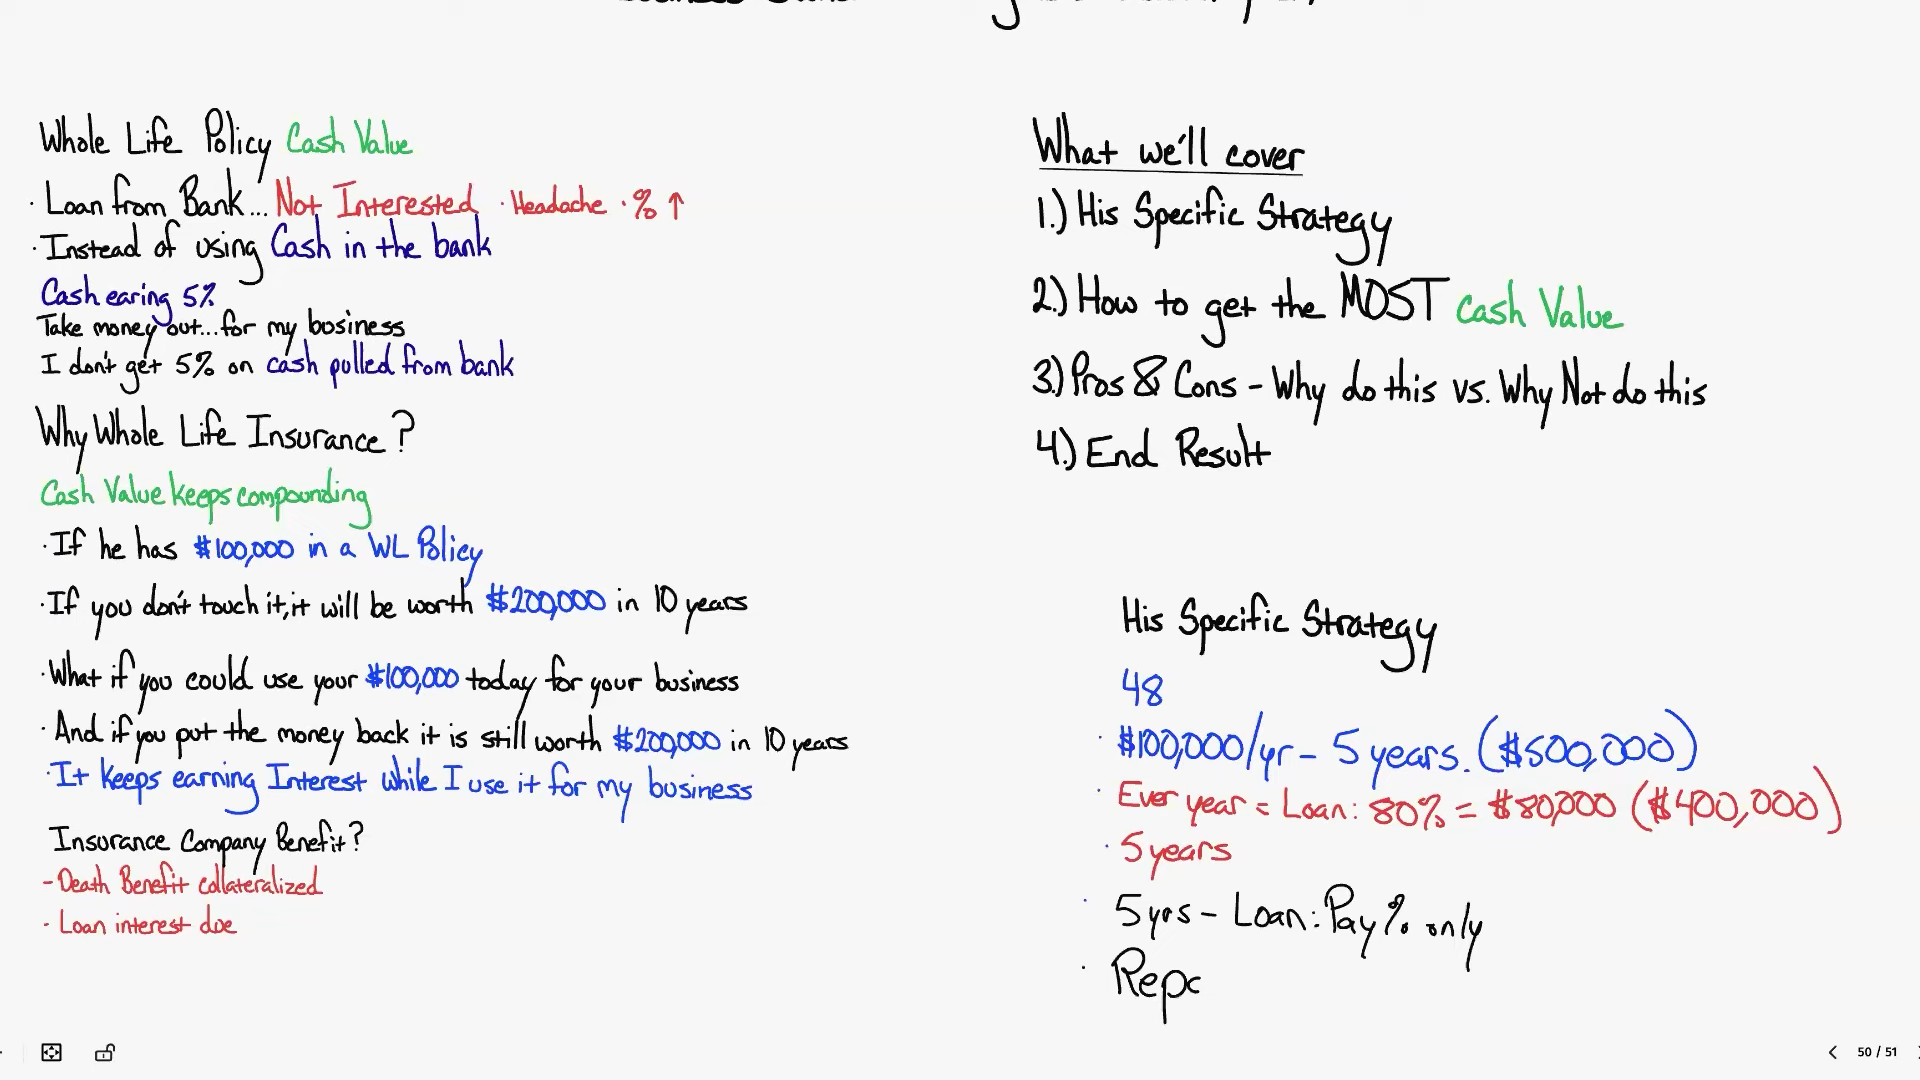 Whole Life Policy Cash Value
· Loan from Bank... Not Interested · Headache · % ↑
· Instead of using Cash in the bank
Cash earing 5%
Take money out...for my business
I don't get 5% on cash pulled from bank
Why Whole Life Insurance?
Cash Value keeps compounding
· If he has $100,000 in a WL Policy
· If you don't touch it, it will be worth $200,000 in 10 years
· What if you could use your $100,000 today for your business
· And if you put the money back it is still worth $200,000 in 10 years
· It keeps earning Interest while I use it for my business
Insurance Company Benefit?
- Death Benefit collateralized
- Loan interest due
What we'll cover
1.) His Specific Strategy
2.) How to get the MOST Cash Value
3.) Pros & Cons - Why do this vs. Why Not do this
4.) End Result
His Specific Strategy
48
· $100,000/yr - 5 years. ($500,000)
· Ever year = Loan: 80% = $80,000 ($400,000)
· 5 years
· 5 yrs - Loan: Pay % only
· Repc
50 / 51